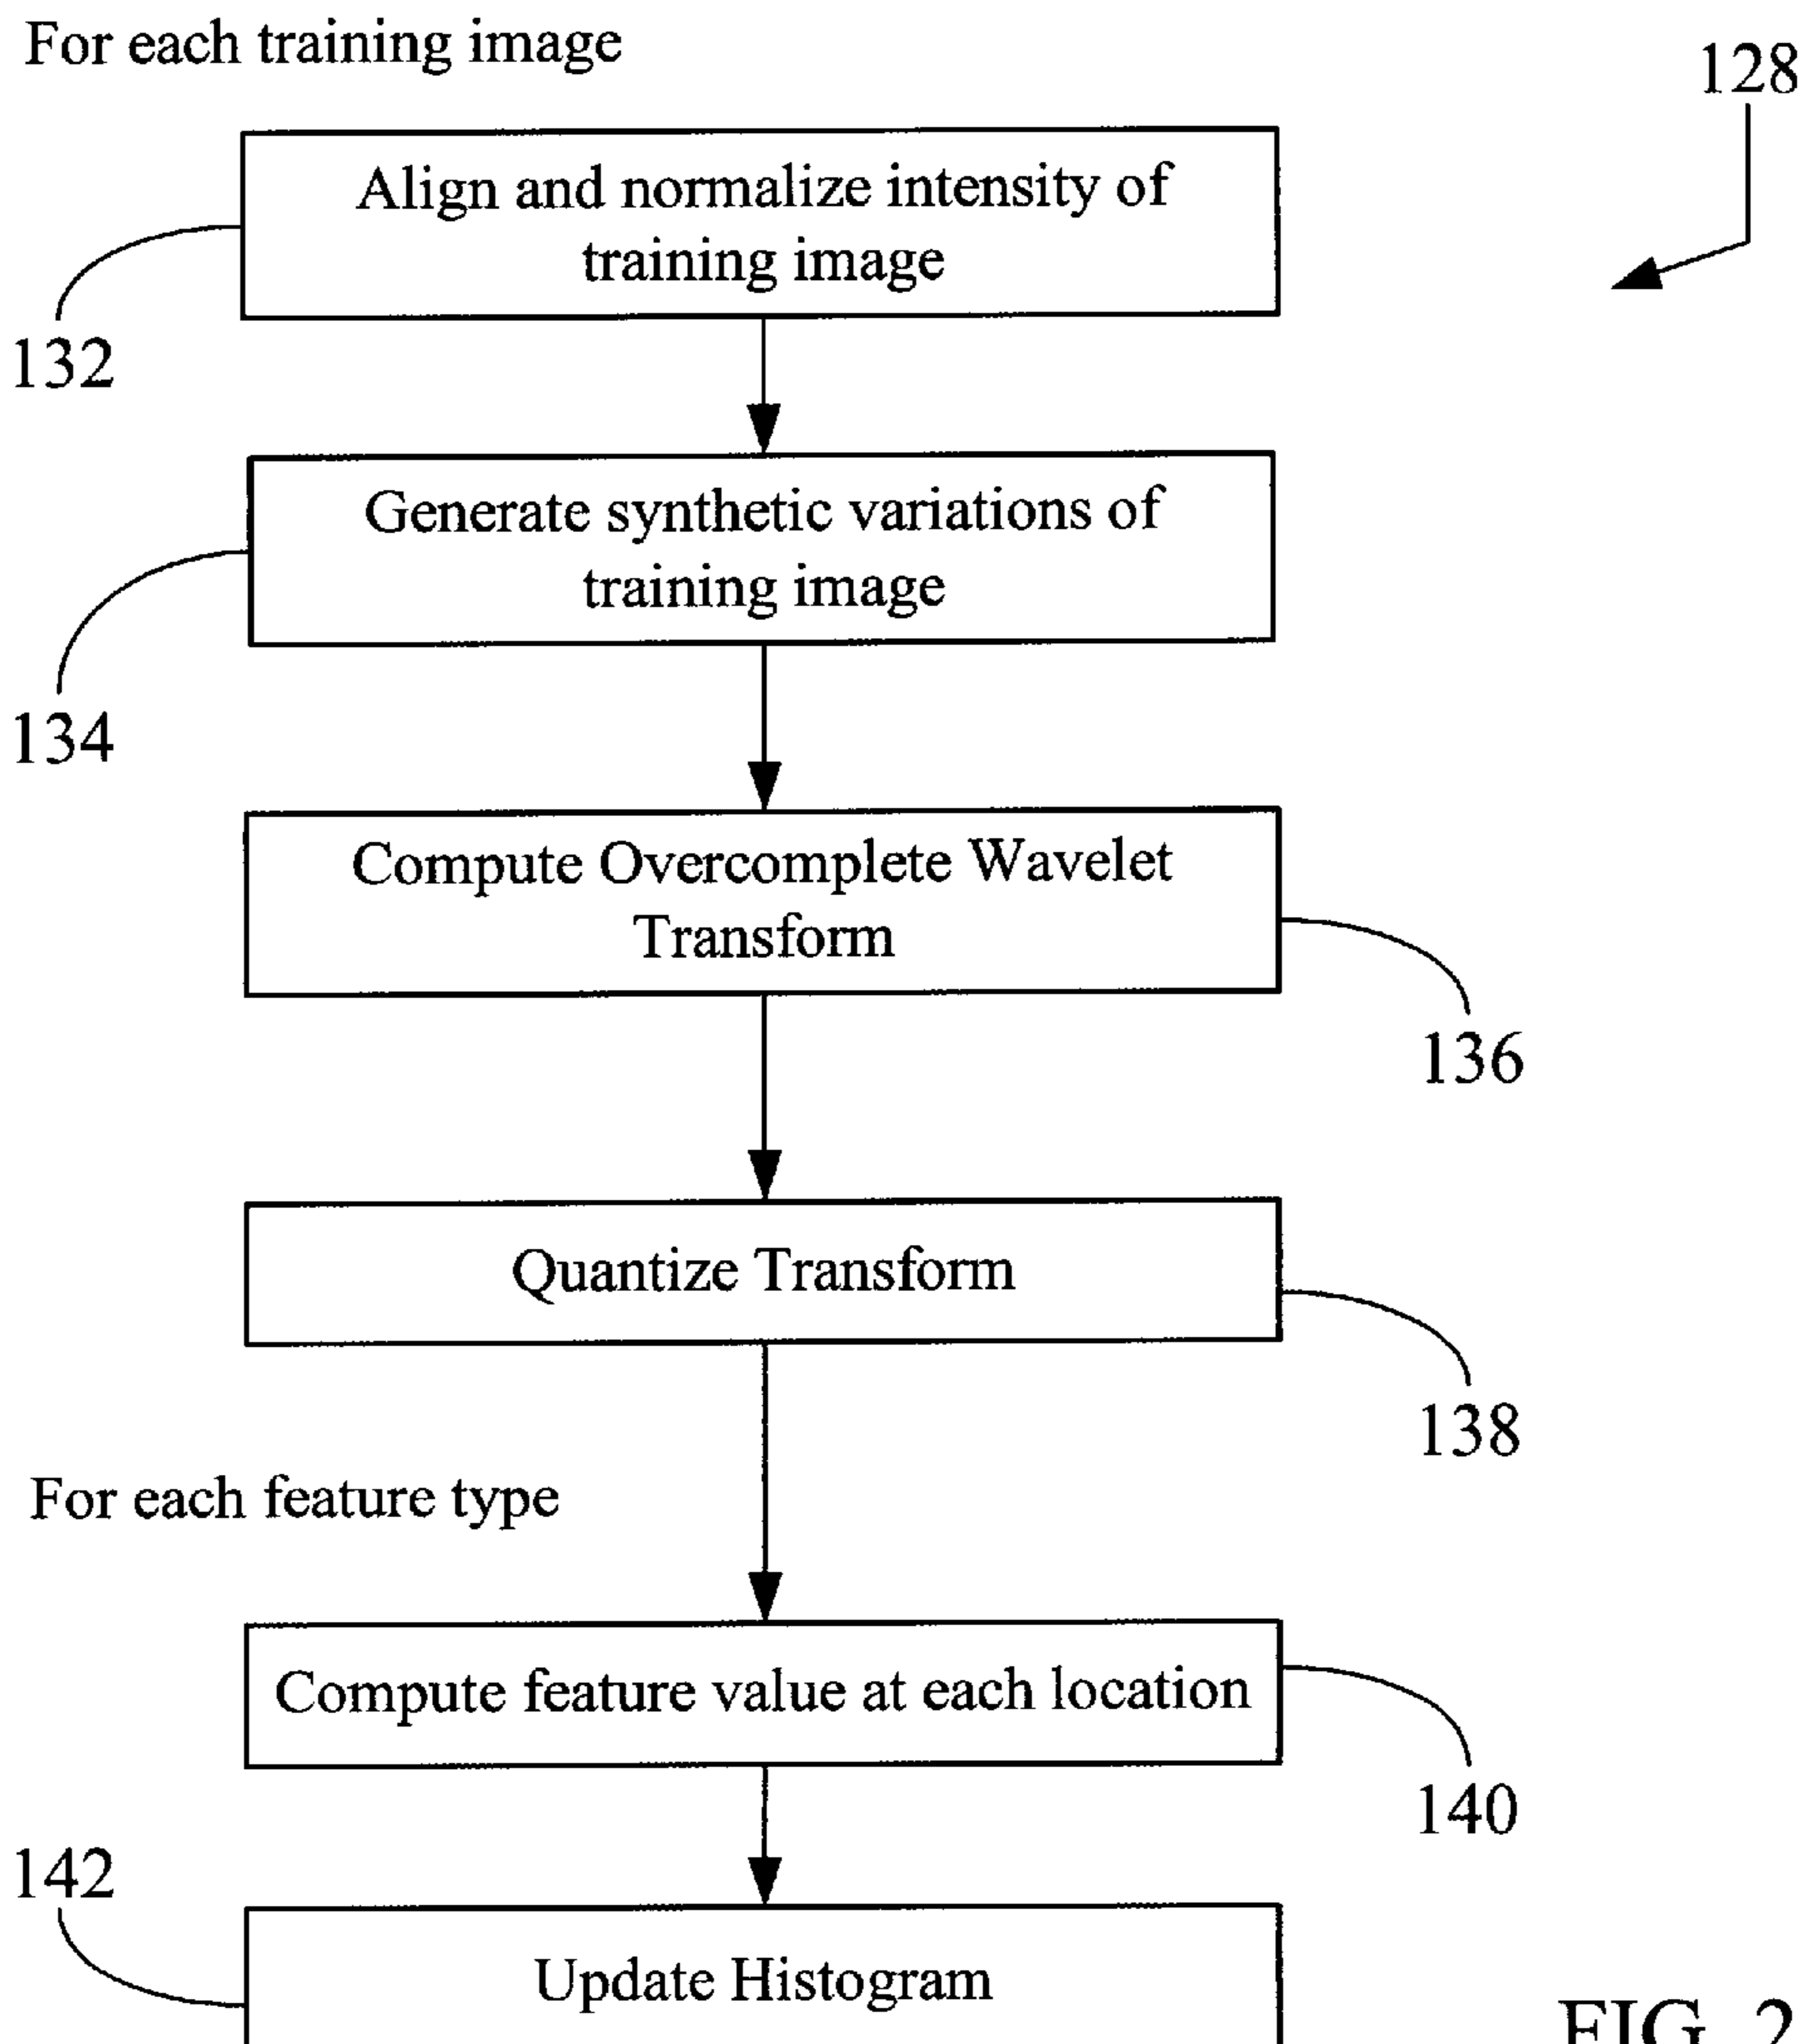 For each training image
128
Align and normalize intensity of
training image
132
Generate synthetic variations of
training image
134
Compute Overcomplete Wavelet
Transform
136
Quantize Transform
138
For each feature type
Compute feature value at each location
140
142
Update Histogram
FIG. 2